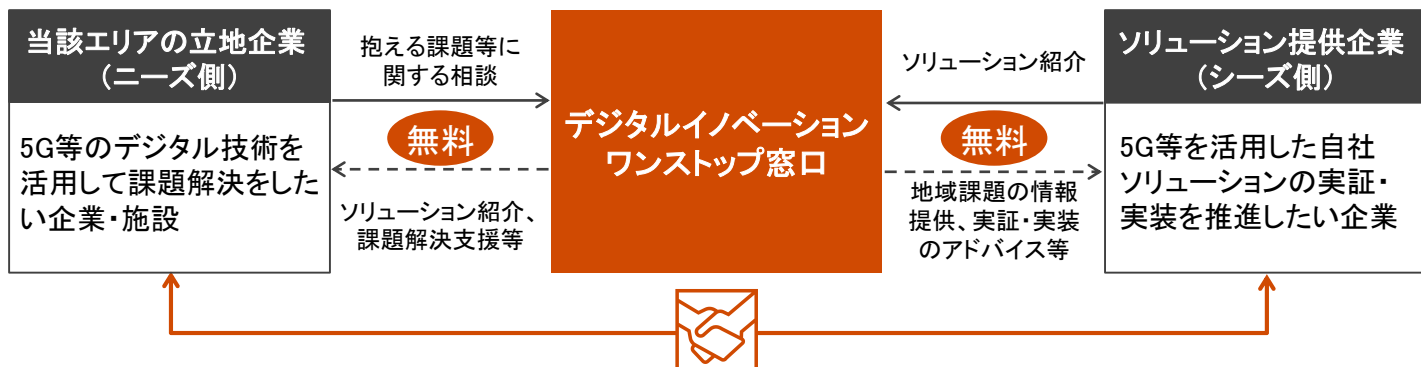 当該エリアの立地企業
（ニーズ側）
5G等のデジタル技術を
活用して課題解決をした
い企業・施設
抱える課題等に
関する相談
無料
ソリューション紹介、
課題解決支援等
デジタルイノベーション
ワンストップ窓口
ソリューション紹介
無料
地域課題の情報
提供、実証・実装
のアドバイス等
ソリューション提供企業
（シーズ側）
5G等を活用した自社
ソリューションの実証・
実装を推進したい企業